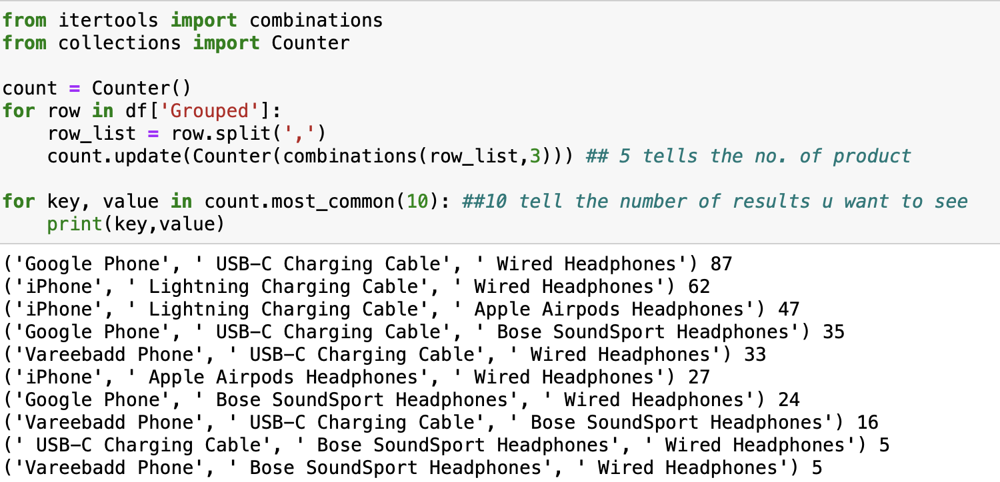 from itertools import combinations
from collections import Counter
count = Counter()
for row in df['Grouped']:
    row_list = row.split(',')
    count.update(Counter(combinations(row_list,3))) ## 5 tells the no. of product
for key, value in count.most_common(10): ##10 tell the number of results u want to see
    print(key,value)
('Google Phone', ' USB-C Charging Cable', ' Wired Headphones') 87
('iPhone', ' Lightning Charging Cable', ' Wired Headphones') 62
('iPhone', ' Lightning Charging Cable', ' Apple Airpods Headphones') 47
('Google Phone', ' USB-C Charging Cable', ' Bose SoundSport Headphones') 35
('Vareebadd Phone', ' USB-C Charging Cable', ' Wired Headphones') 33
('iPhone', ' Apple Airpods Headphones', ' Wired Headphones') 27
('Google Phone', ' Bose SoundSport Headphones', ' Wired Headphones') 24
('Vareebadd Phone', ' USB-C Charging Cable', ' Bose SoundSport Headphones') 16
(' USB-C Charging Cable', ' Bose SoundSport Headphones', ' Wired Headphones') 5
('Vareebadd Phone', ' Bose SoundSport Headphones', ' Wired Headphones') 5